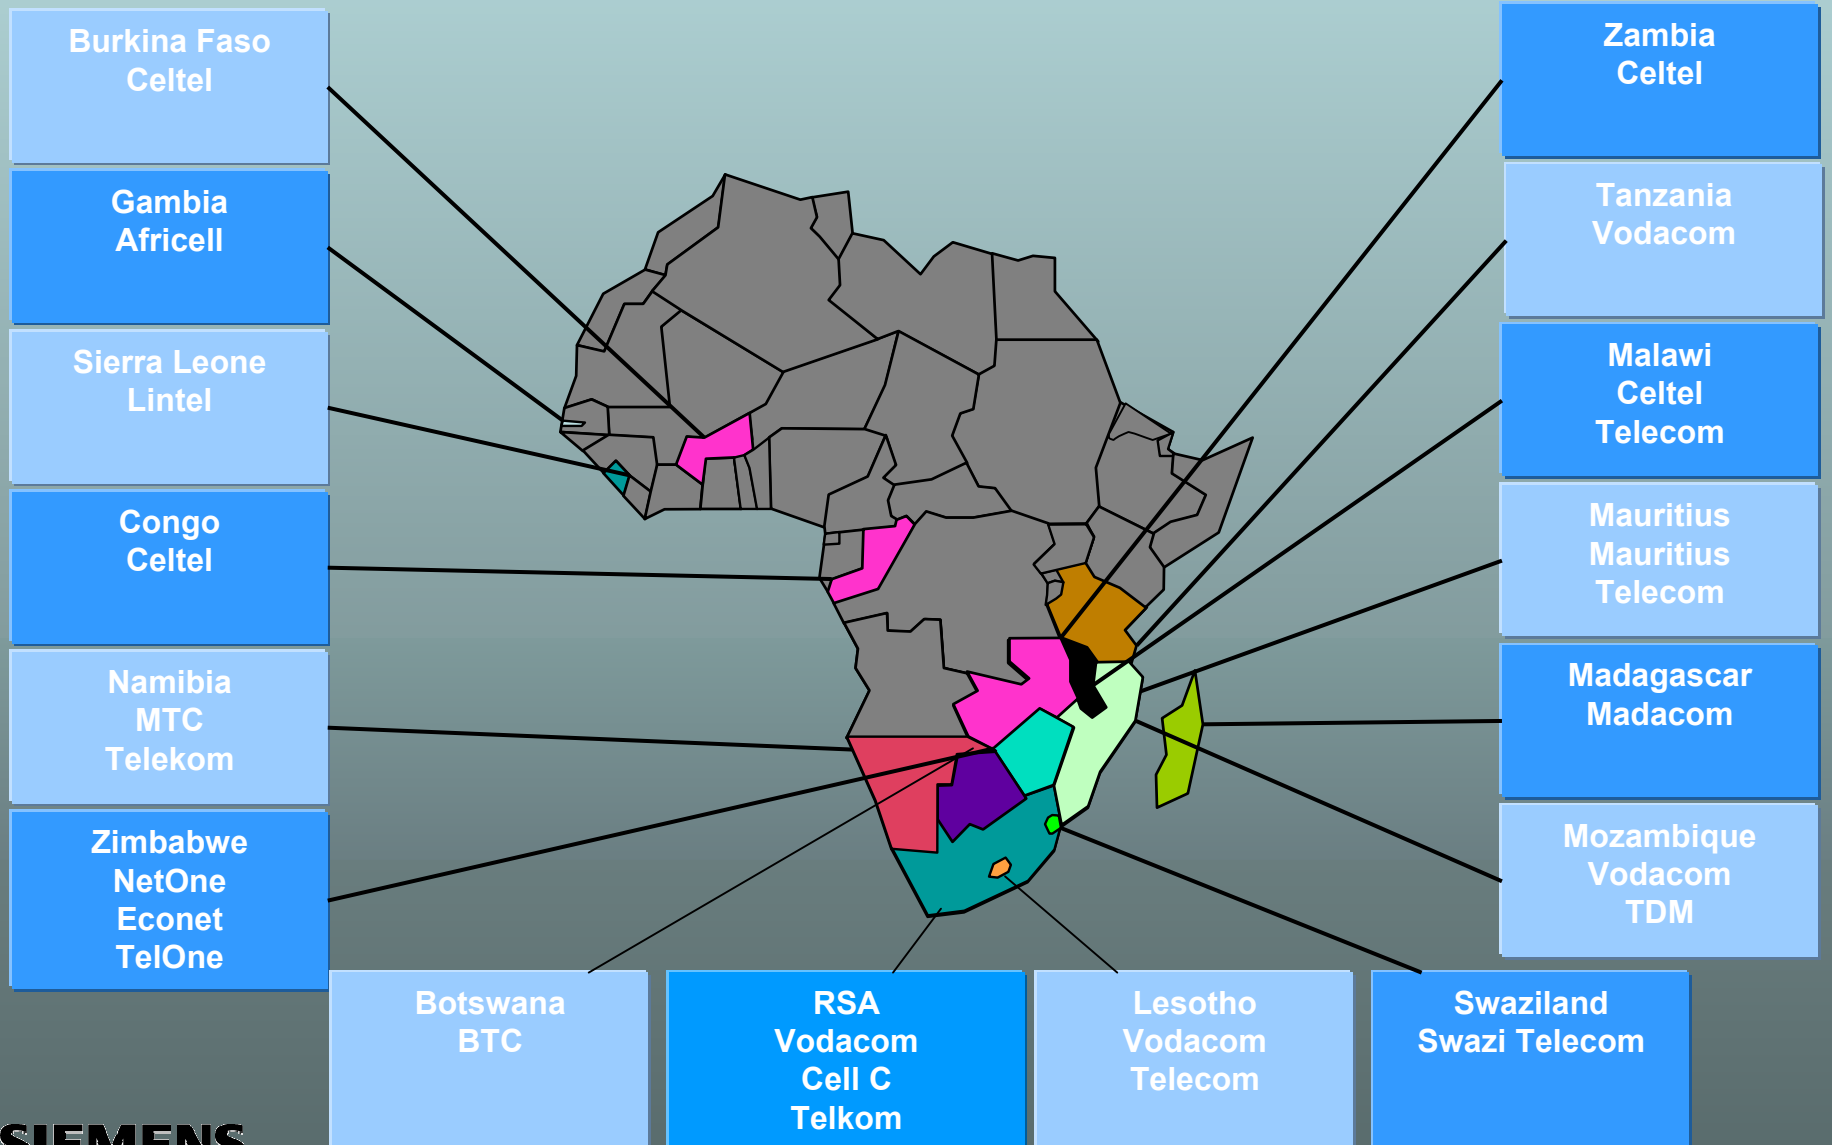 Burkina Faso
Celtel
Gambia
Africell
Sierra Leone
Lintel
Congo
Celtel
Namibia
MTC
Telekom
Zimbabwe
NetOne
Econet
TelOne
Botswana
BTC
RSA
Vodacom
Cell C
Telkom
Lesotho
Vodacom
Telecom
Swaziland
Swazi Telecom
Zambia
Celtel
Tanzania
Vodacom
Malawi
Celtel
Telecom
Mauritius
Mauritius
Telecom
Madagascar
Madacom
Mozambique
Vodacom
TDM
SIEMENS